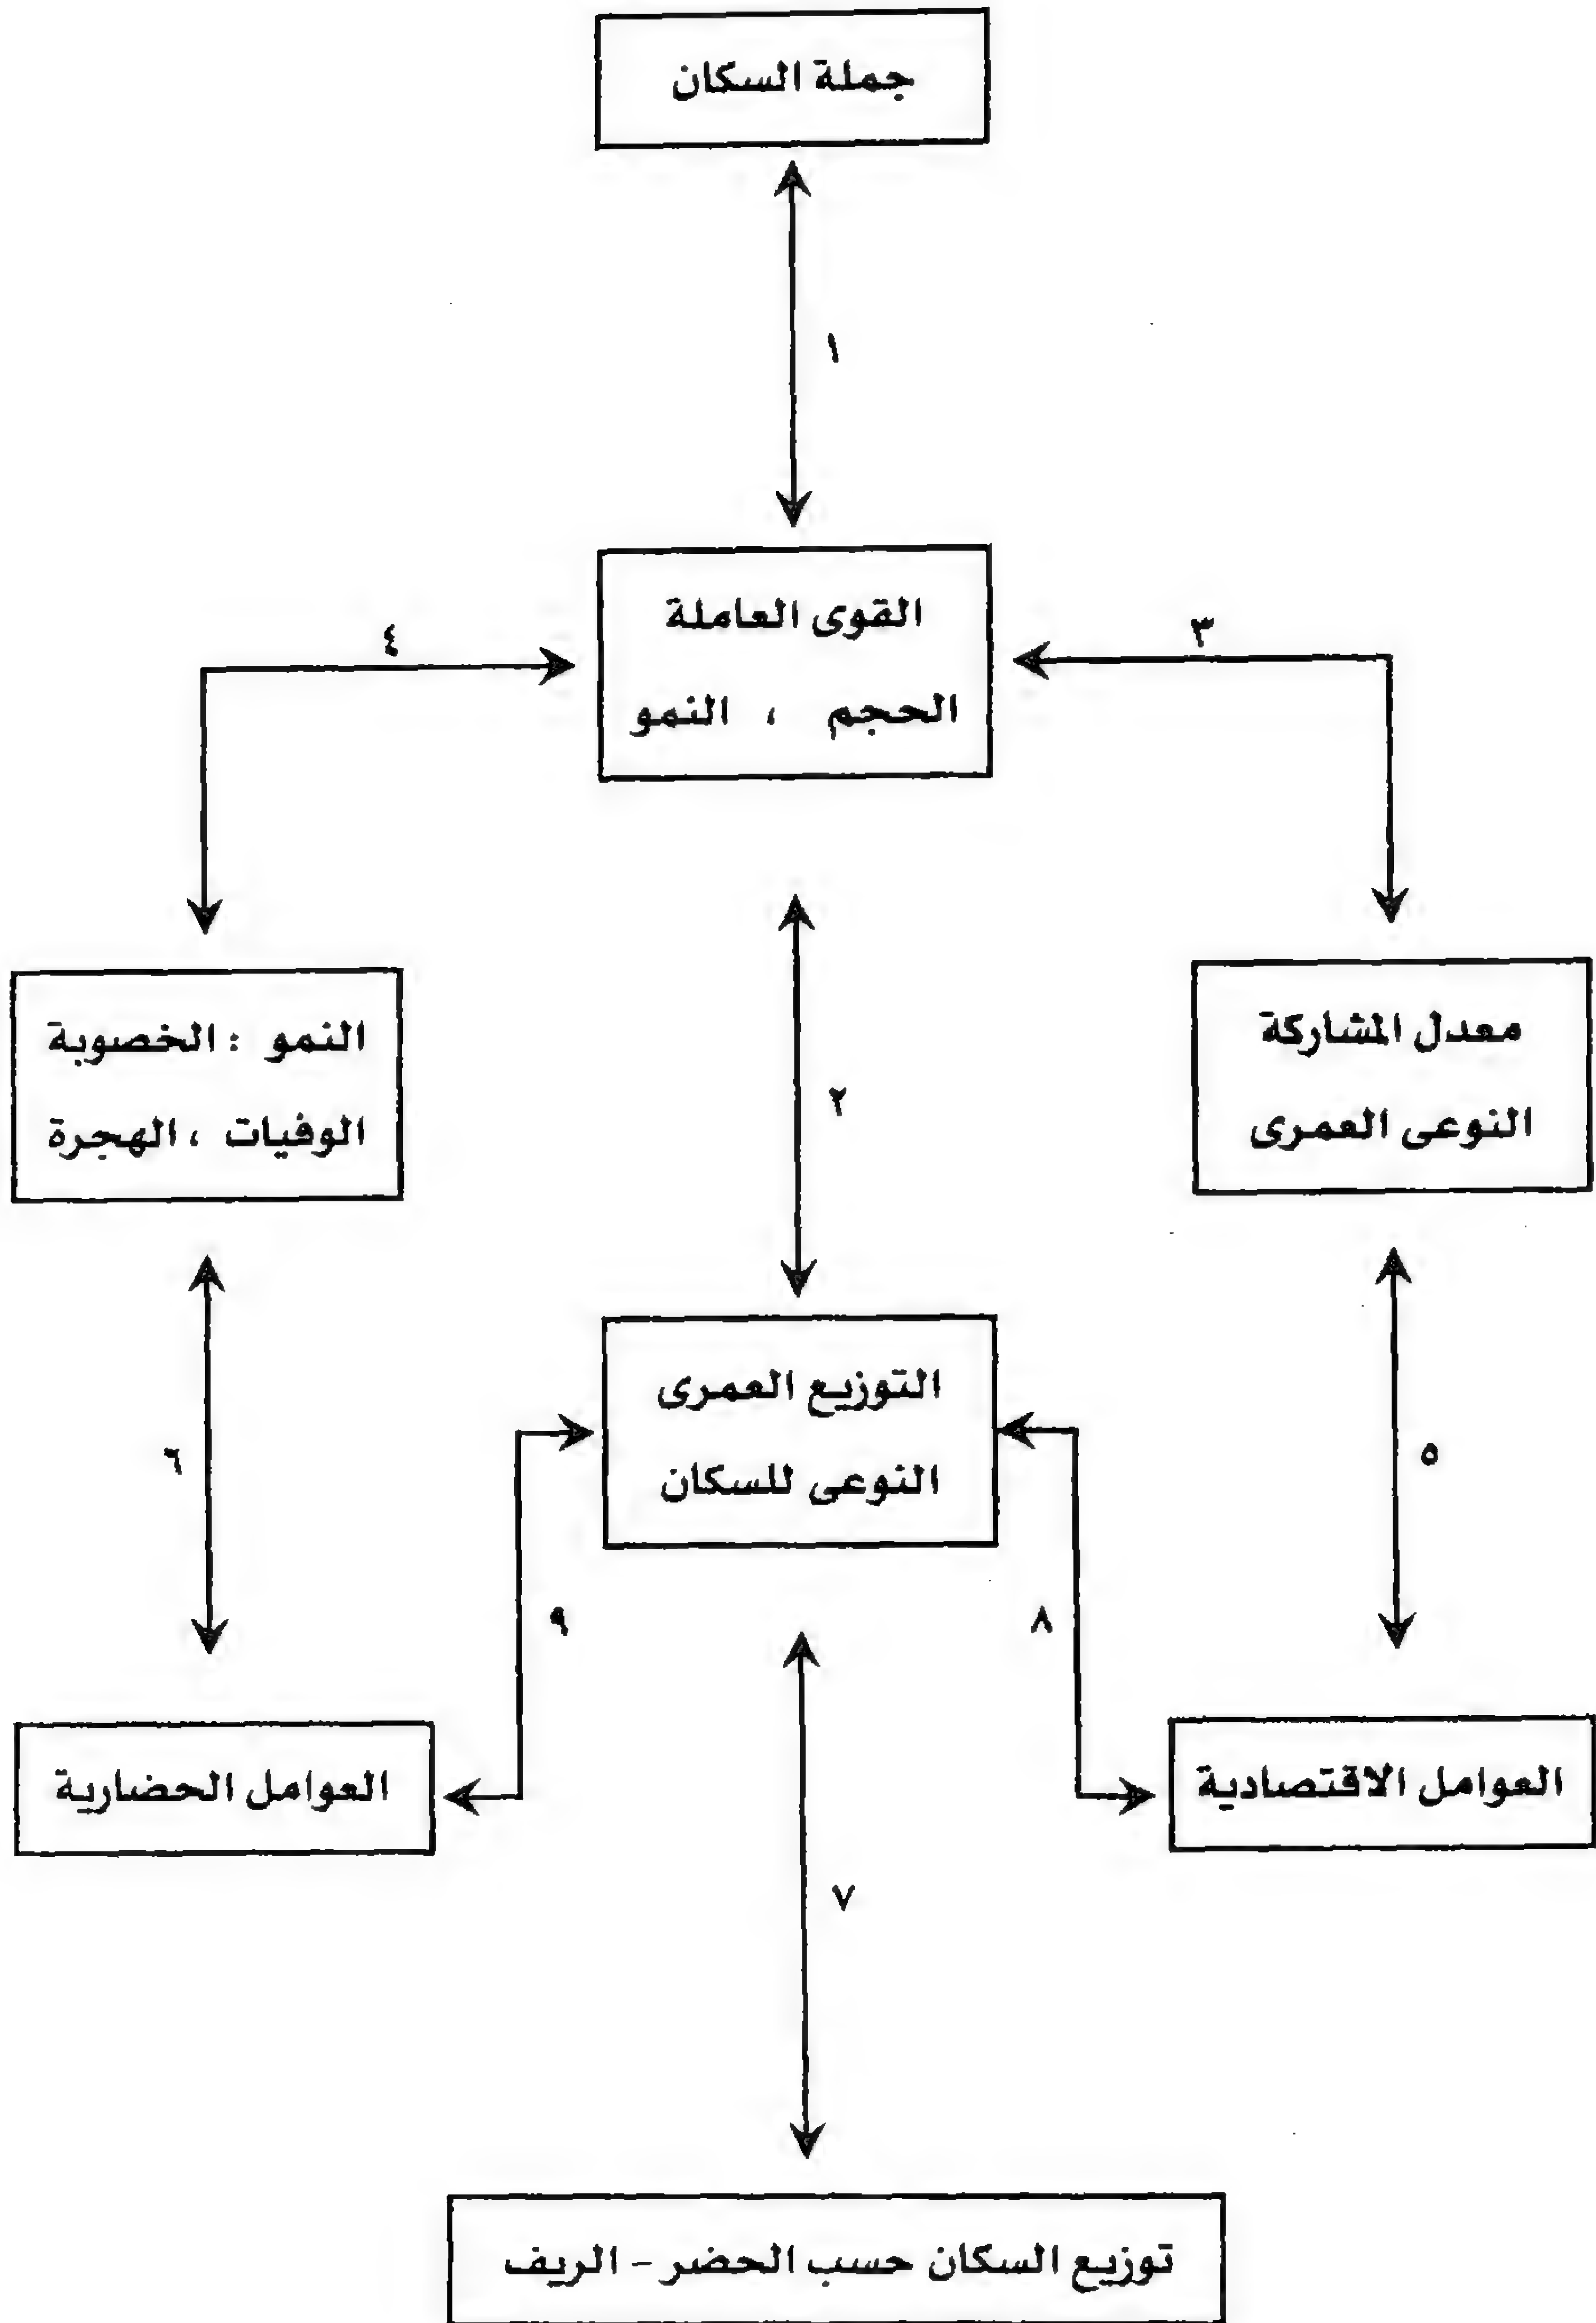 جملة السكان
١
القوى العاملة
الحجم ، النمو
٣
٤
معدل المشاركة
النوعى العمرى
٢
النمو : الخصوبة
الوفيات ، الهجرة
التوزيع العمرى
النوعى للسكان
٥
٦
٨
٩
العوامل الاقتصادية
العوامل الحضارية
٧
توزيع السكان حسب الحضر - الريف